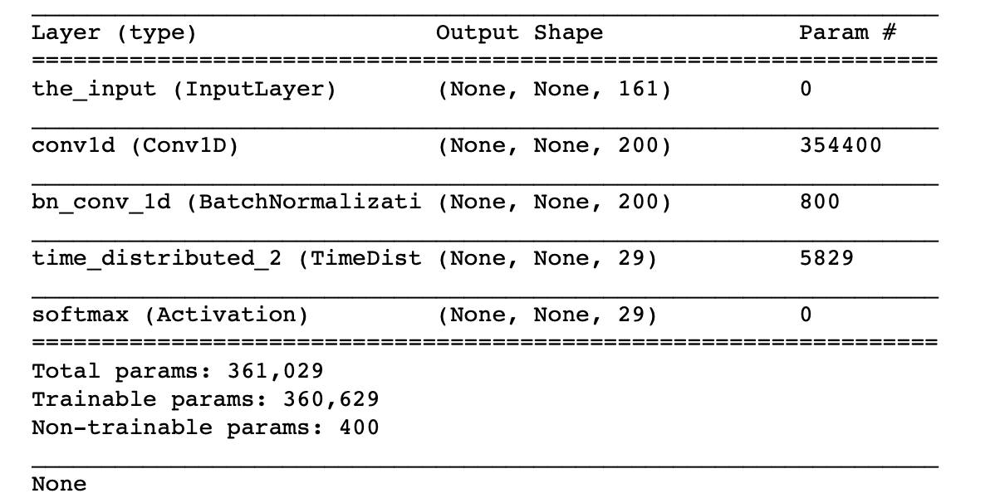 Layer (type) Output Shape Param #
=================================================================
the_input (InputLayer) (None, None, 161) 0
_________________________________________________________________
conv1d (Conv1D) (None, None, 200) 354400
_________________________________________________________________
bn_conv_1d (BatchNormalizati (None, None, 200) 800
_________________________________________________________________
time_distributed_2 (TimeDist (None, None, 29) 5829
_________________________________________________________________
softmax (Activation) (None, None, 29) 0
=================================================================
Total params: 361,029
Trainable params: 360,629
Non-trainable params: 400
_________________________________________________________________
None